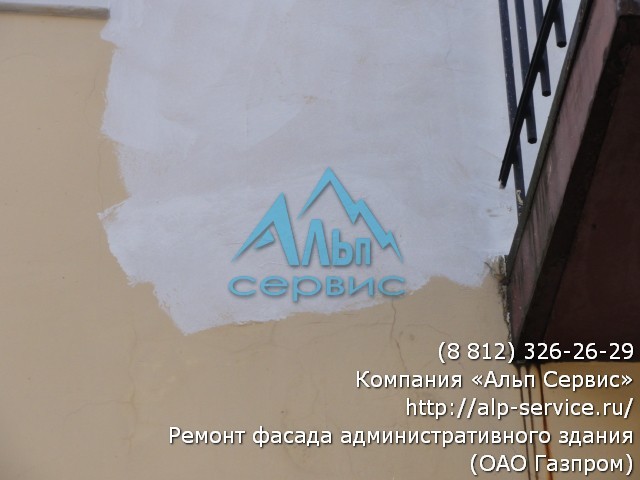 Альп
сервис
(8 812) 326-26-29
Компания «Альп Сервис»
http://alp-service.ru/
Ремонт фасада административного здания
(ОАО Газпром)